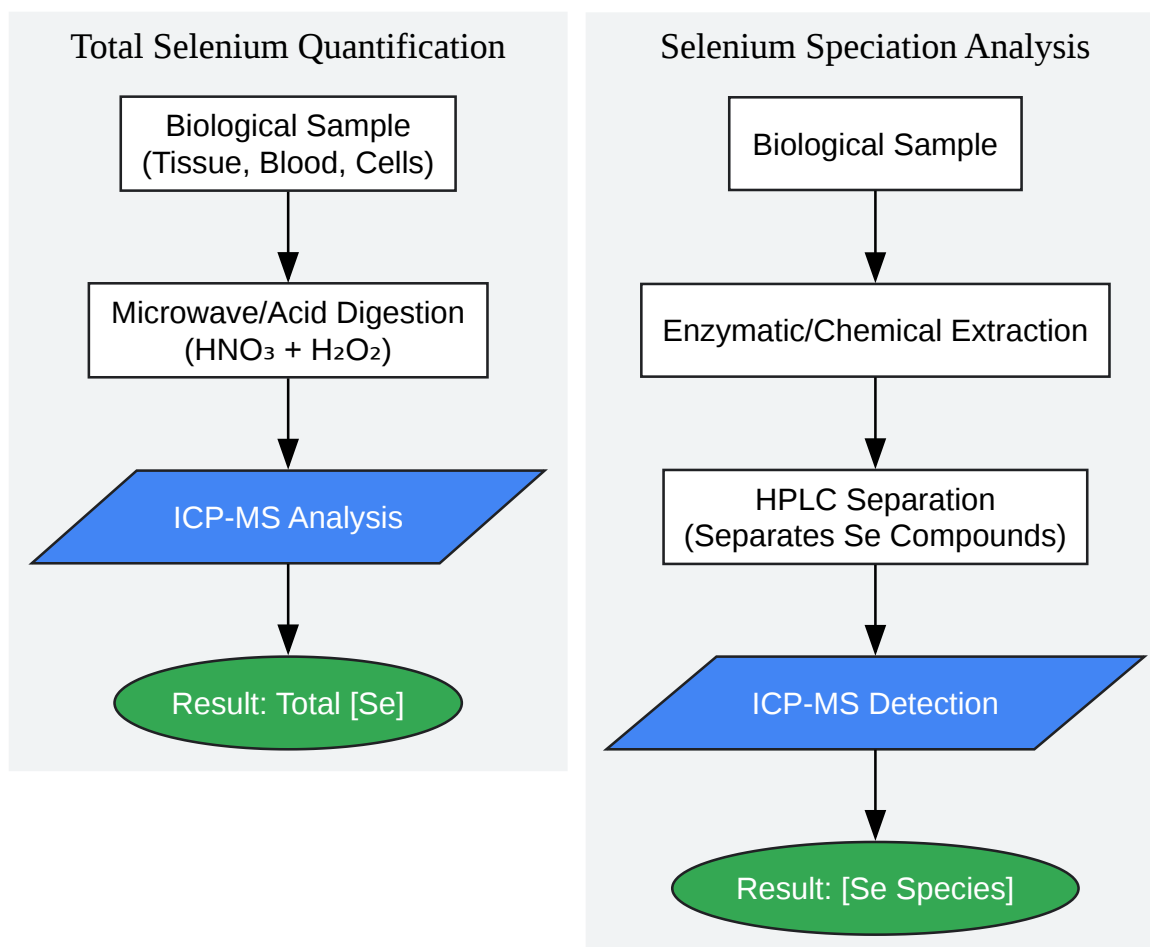 Total Selenium Quantification
Biological Sample
(Tissue, Blood, Cells)
Microwave/Acid Digestion
(HNO₃ + H₂O₂)
ICP-MS Analysis
Result: Total [Se]
Selenium Speciation Analysis
Biological Sample
Enzymatic/Chemical Extraction
HPLC Separation
(Separates Se Compounds)
ICP-MS Detection
Result: [Se Species]